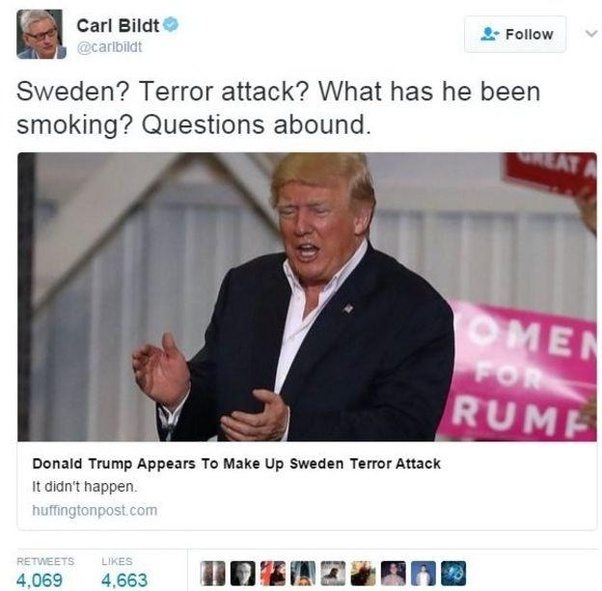 Carl Bildt
@carlbildt
Follow
Sweden? Terror attack? What has he been
smoking? Questions abound.
GREAT A
OMEN
FOR
RUMP
Donald Trump Appears To Make Up Sweden Terror Attack
It didn't happen.
huffingtonpost.com
RETWEETS LIKES
4,069 4,663